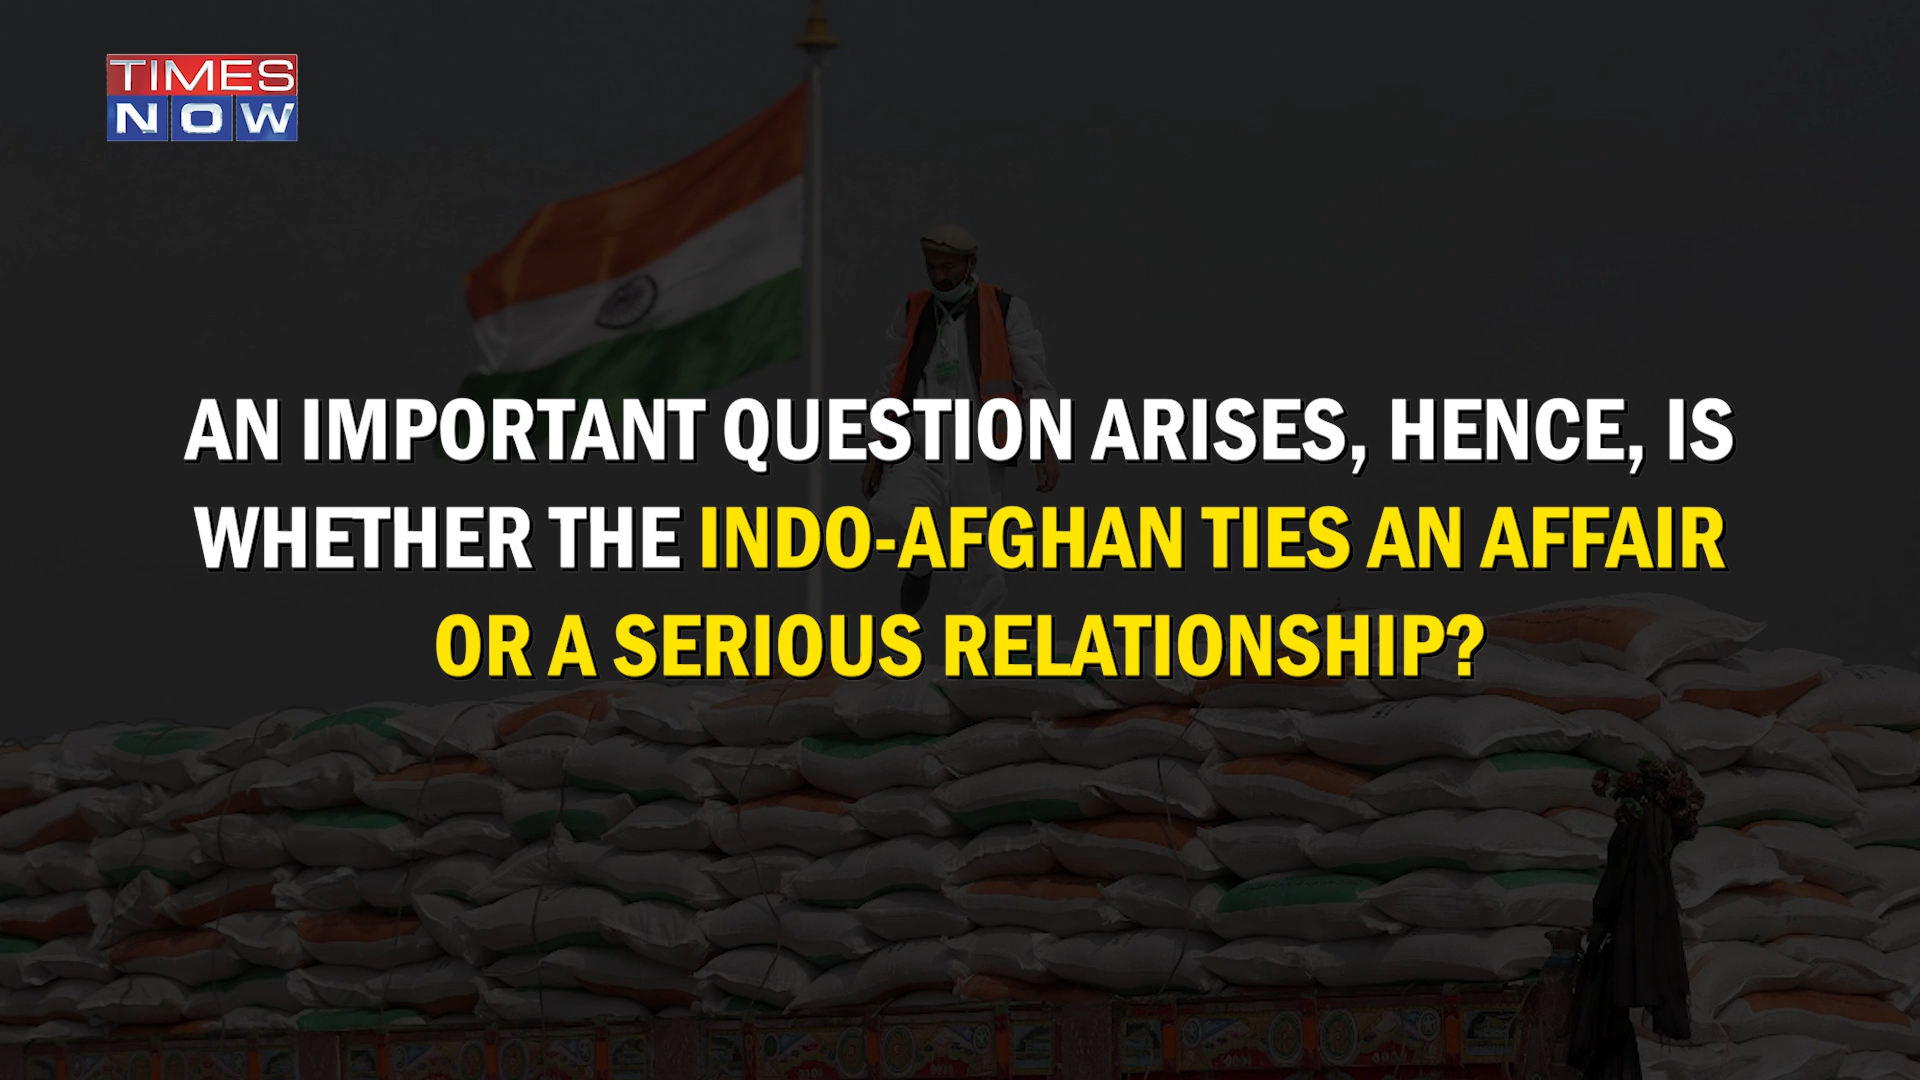 TIMES
NOW
AN IMPORTANT QUESTION ARISES, HENCE, IS
WHETHER THE INDO-AFGHAN TIES AN AFFAIR
OR A SERIOUS RELATIONSHIP?